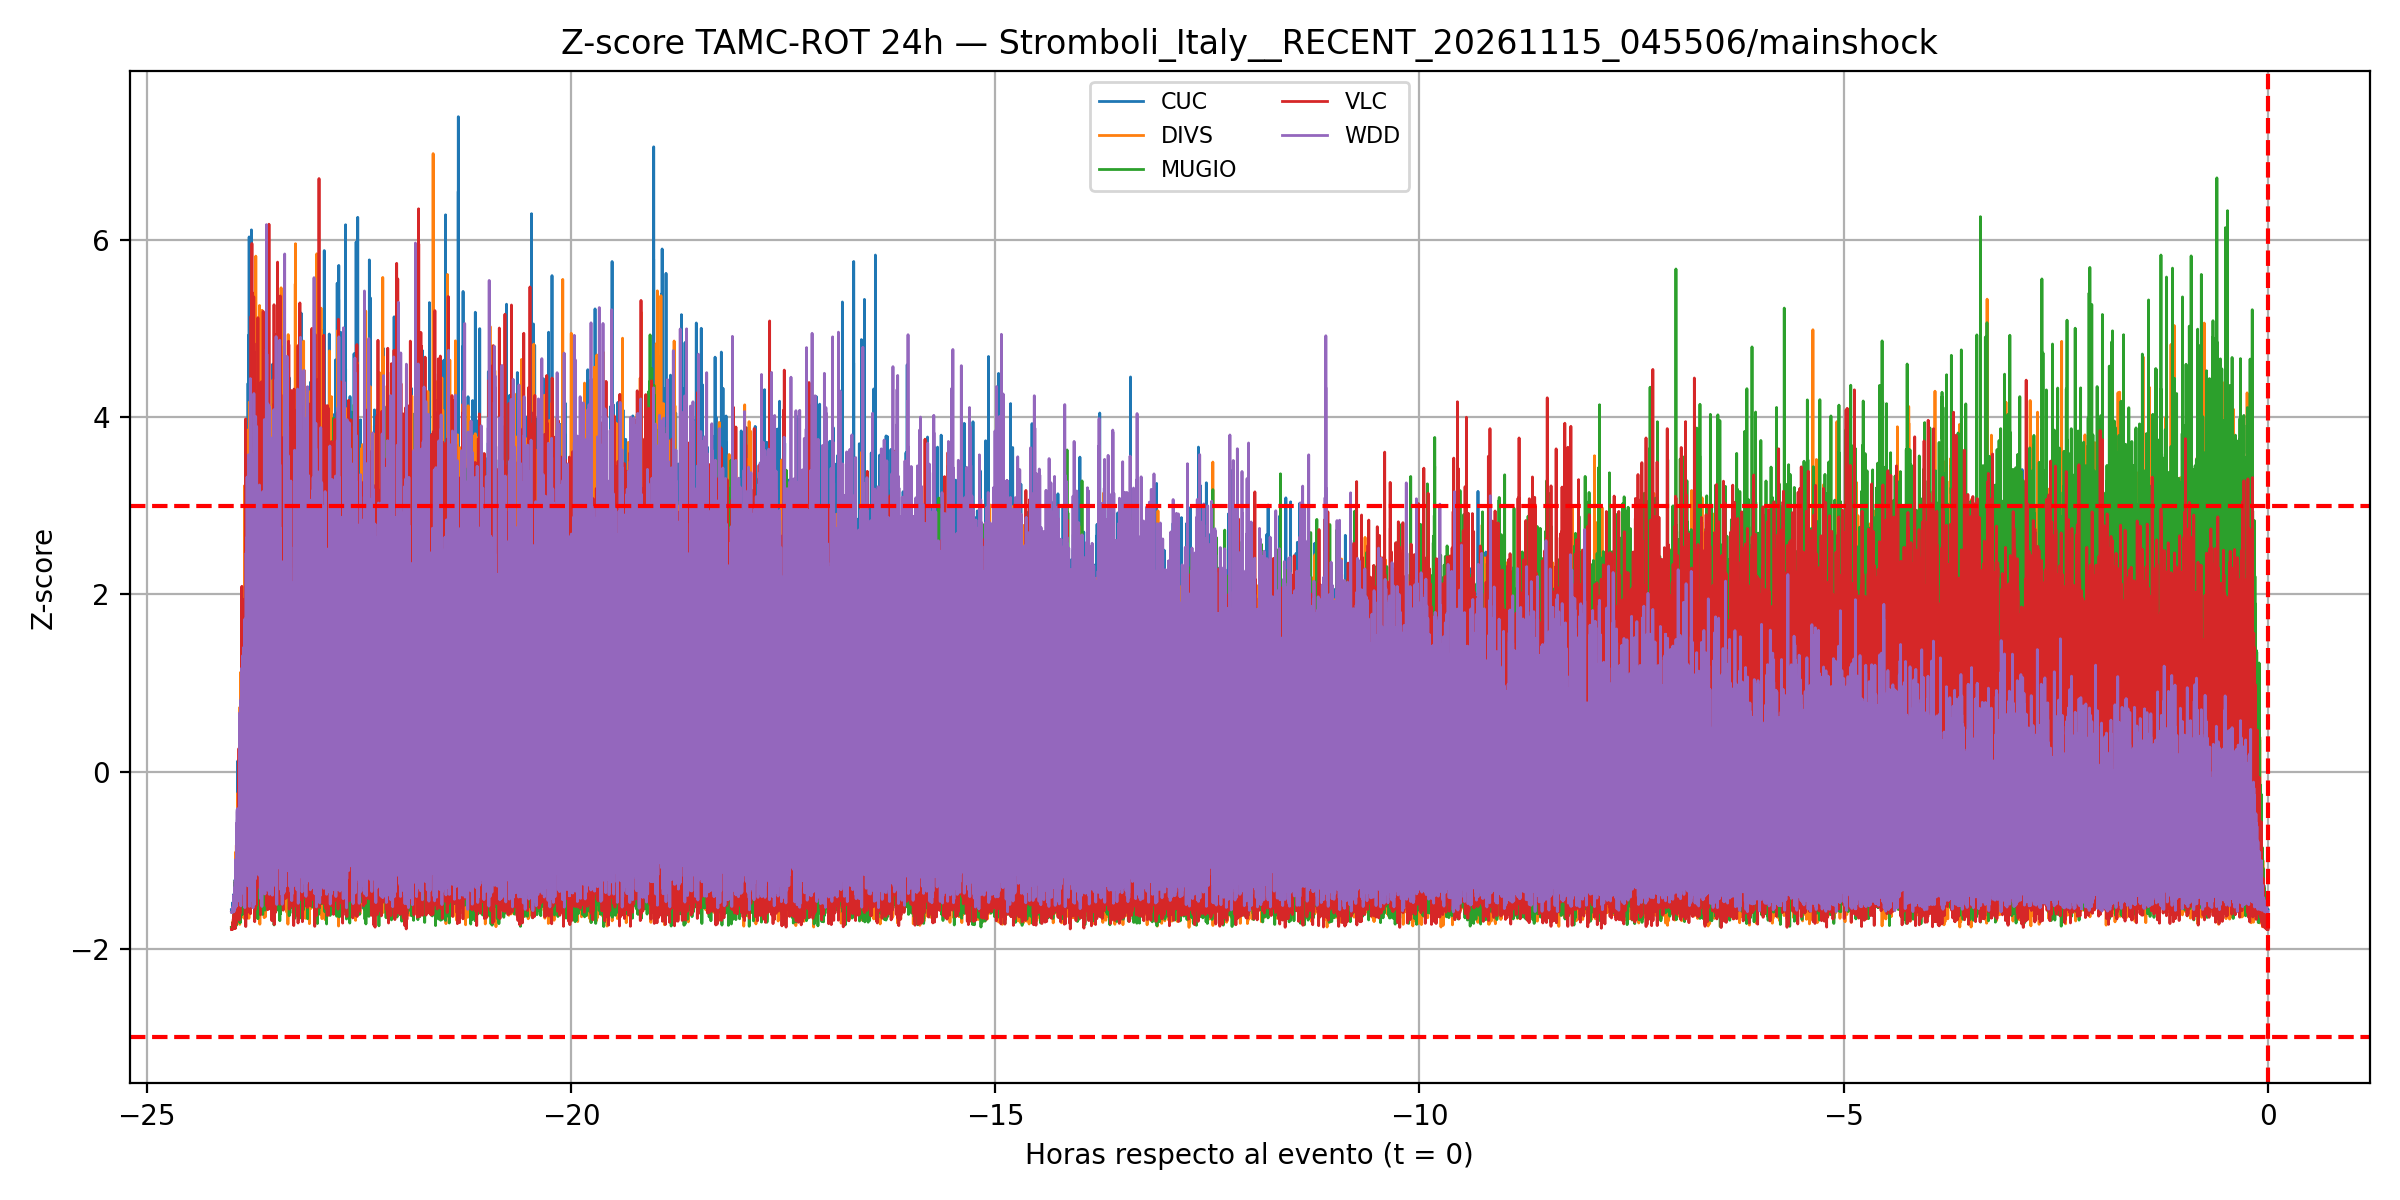 Z-score TAMC-ROT 24h — Stromboli_Italy__RECENT_20261115_045506/mainshock
CUC
DIVS
MUGIO
VLC
WDD
Z-score
6
4
2
0
−2
−25
−20
−15
−10
−5
0
Horas respecto al evento (t = 0)